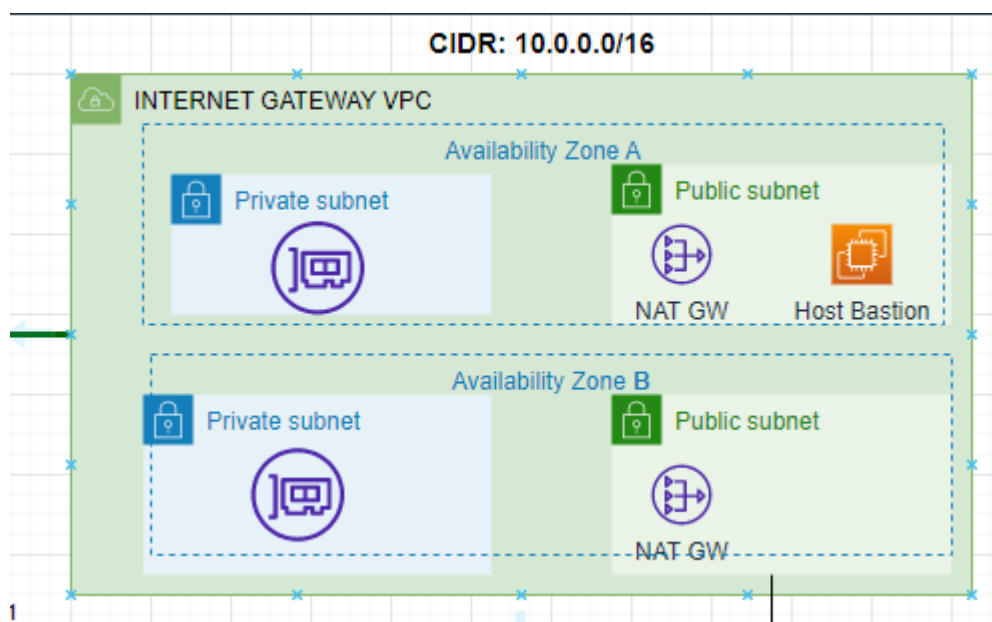 CIDR: 10.0.0.0/16
INTERNET GATEWAY VPC
Availability Zone A
Private subnet
Public subnet
NAT GW
Host Bastion
Availability Zone B
Private subnet
Public subnet
NAT GW
1